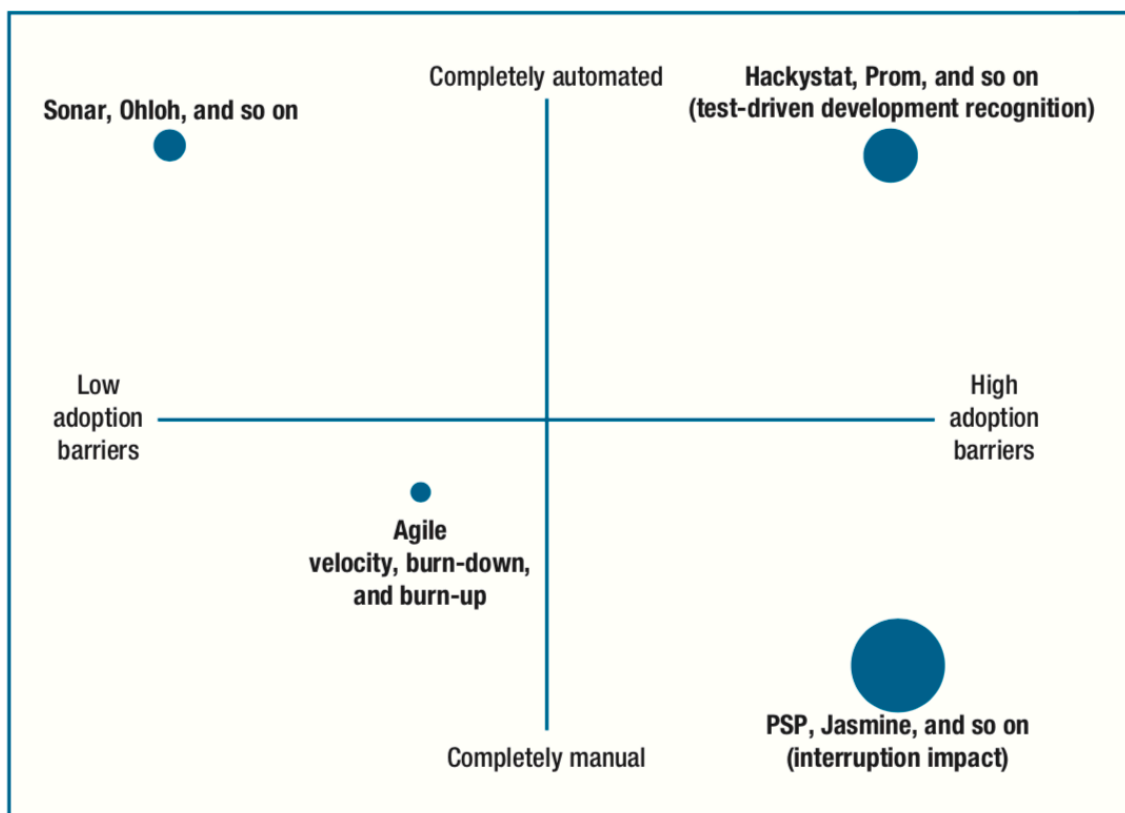 Completely automated
Hackystat, Prom, and so on
(test-driven development recognition)
Sonar, Ohloh, and so on
Low
adoption
barriers
High
adoption
barriers
Agile
velocity, burn-down,
and burn-up
PSP, Jasmine, and so on
(interruption impact)
Completely manual